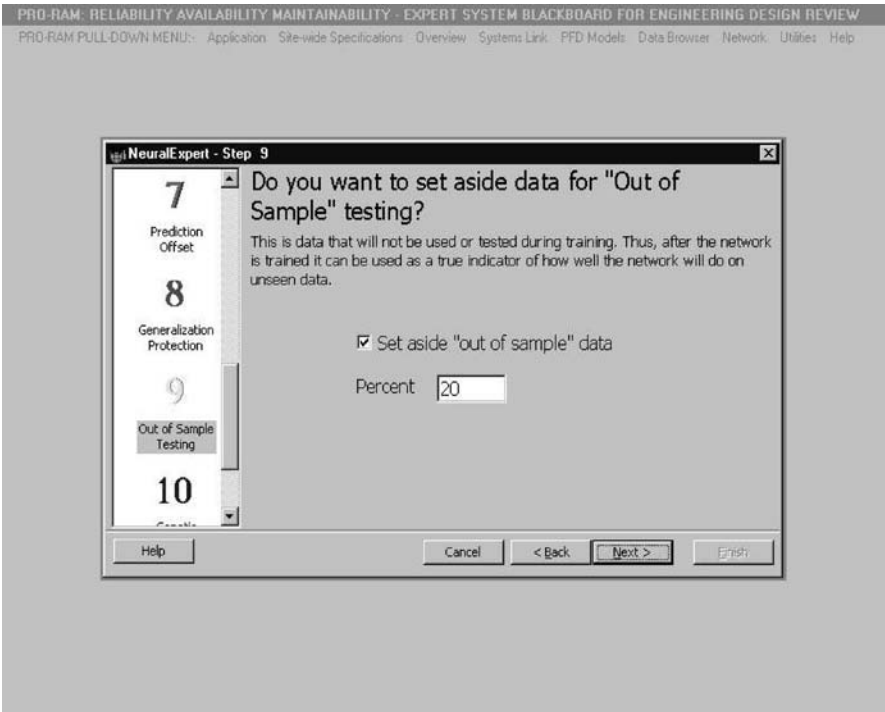 PRO-RAM: RELIABILITY AVAILABILITY MAINTAINABILITY - EXPERT SYSTEM BLACKBOARD FOR ENGINEERING DESIGN REVIEW
PRO-RAM PULL-DOWN MENU:- Application Site-wide Specifications Overview Systems Link PFD Models Data Browser Network Utilities Help
NeuralExpert - Step 9
7
Prediction
Offset
8
Generalization
Protection
9
Out of Sample
Testing
10
Do you want to set aside data for "Out of
Sample" testing?
This is data that will not be used or tested during training. Thus, after the network
is trained it can be used as a true indicator of how well the network will do on
unseen data.
Set aside "out of sample" data
Percent 20
Help Cancel < Back Next > Finish